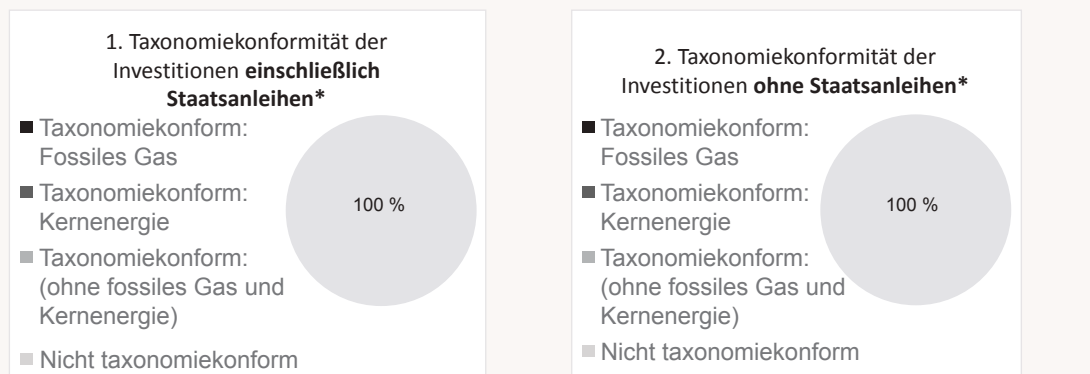 1. Taxonomiekonformität der
Investitionen einschließlich
Staatsanleihen*
Taxonomiekonform:
Fossiles Gas
Taxonomiekonform:
Kernenergie
Taxonomiekonform:
(ohne fossiles Gas und
Kernenergie)
Nicht taxonomiekonform
100 %
2. Taxonomiekonformität der
Investitionen ohne Staatsanleihen*
Taxonomiekonform:
Fossiles Gas
Taxonomiekonform:
Kernenergie
Taxonomiekonform:
(ohne fossiles Gas und
Kernenergie)
Nicht taxonomiekonform
100 %